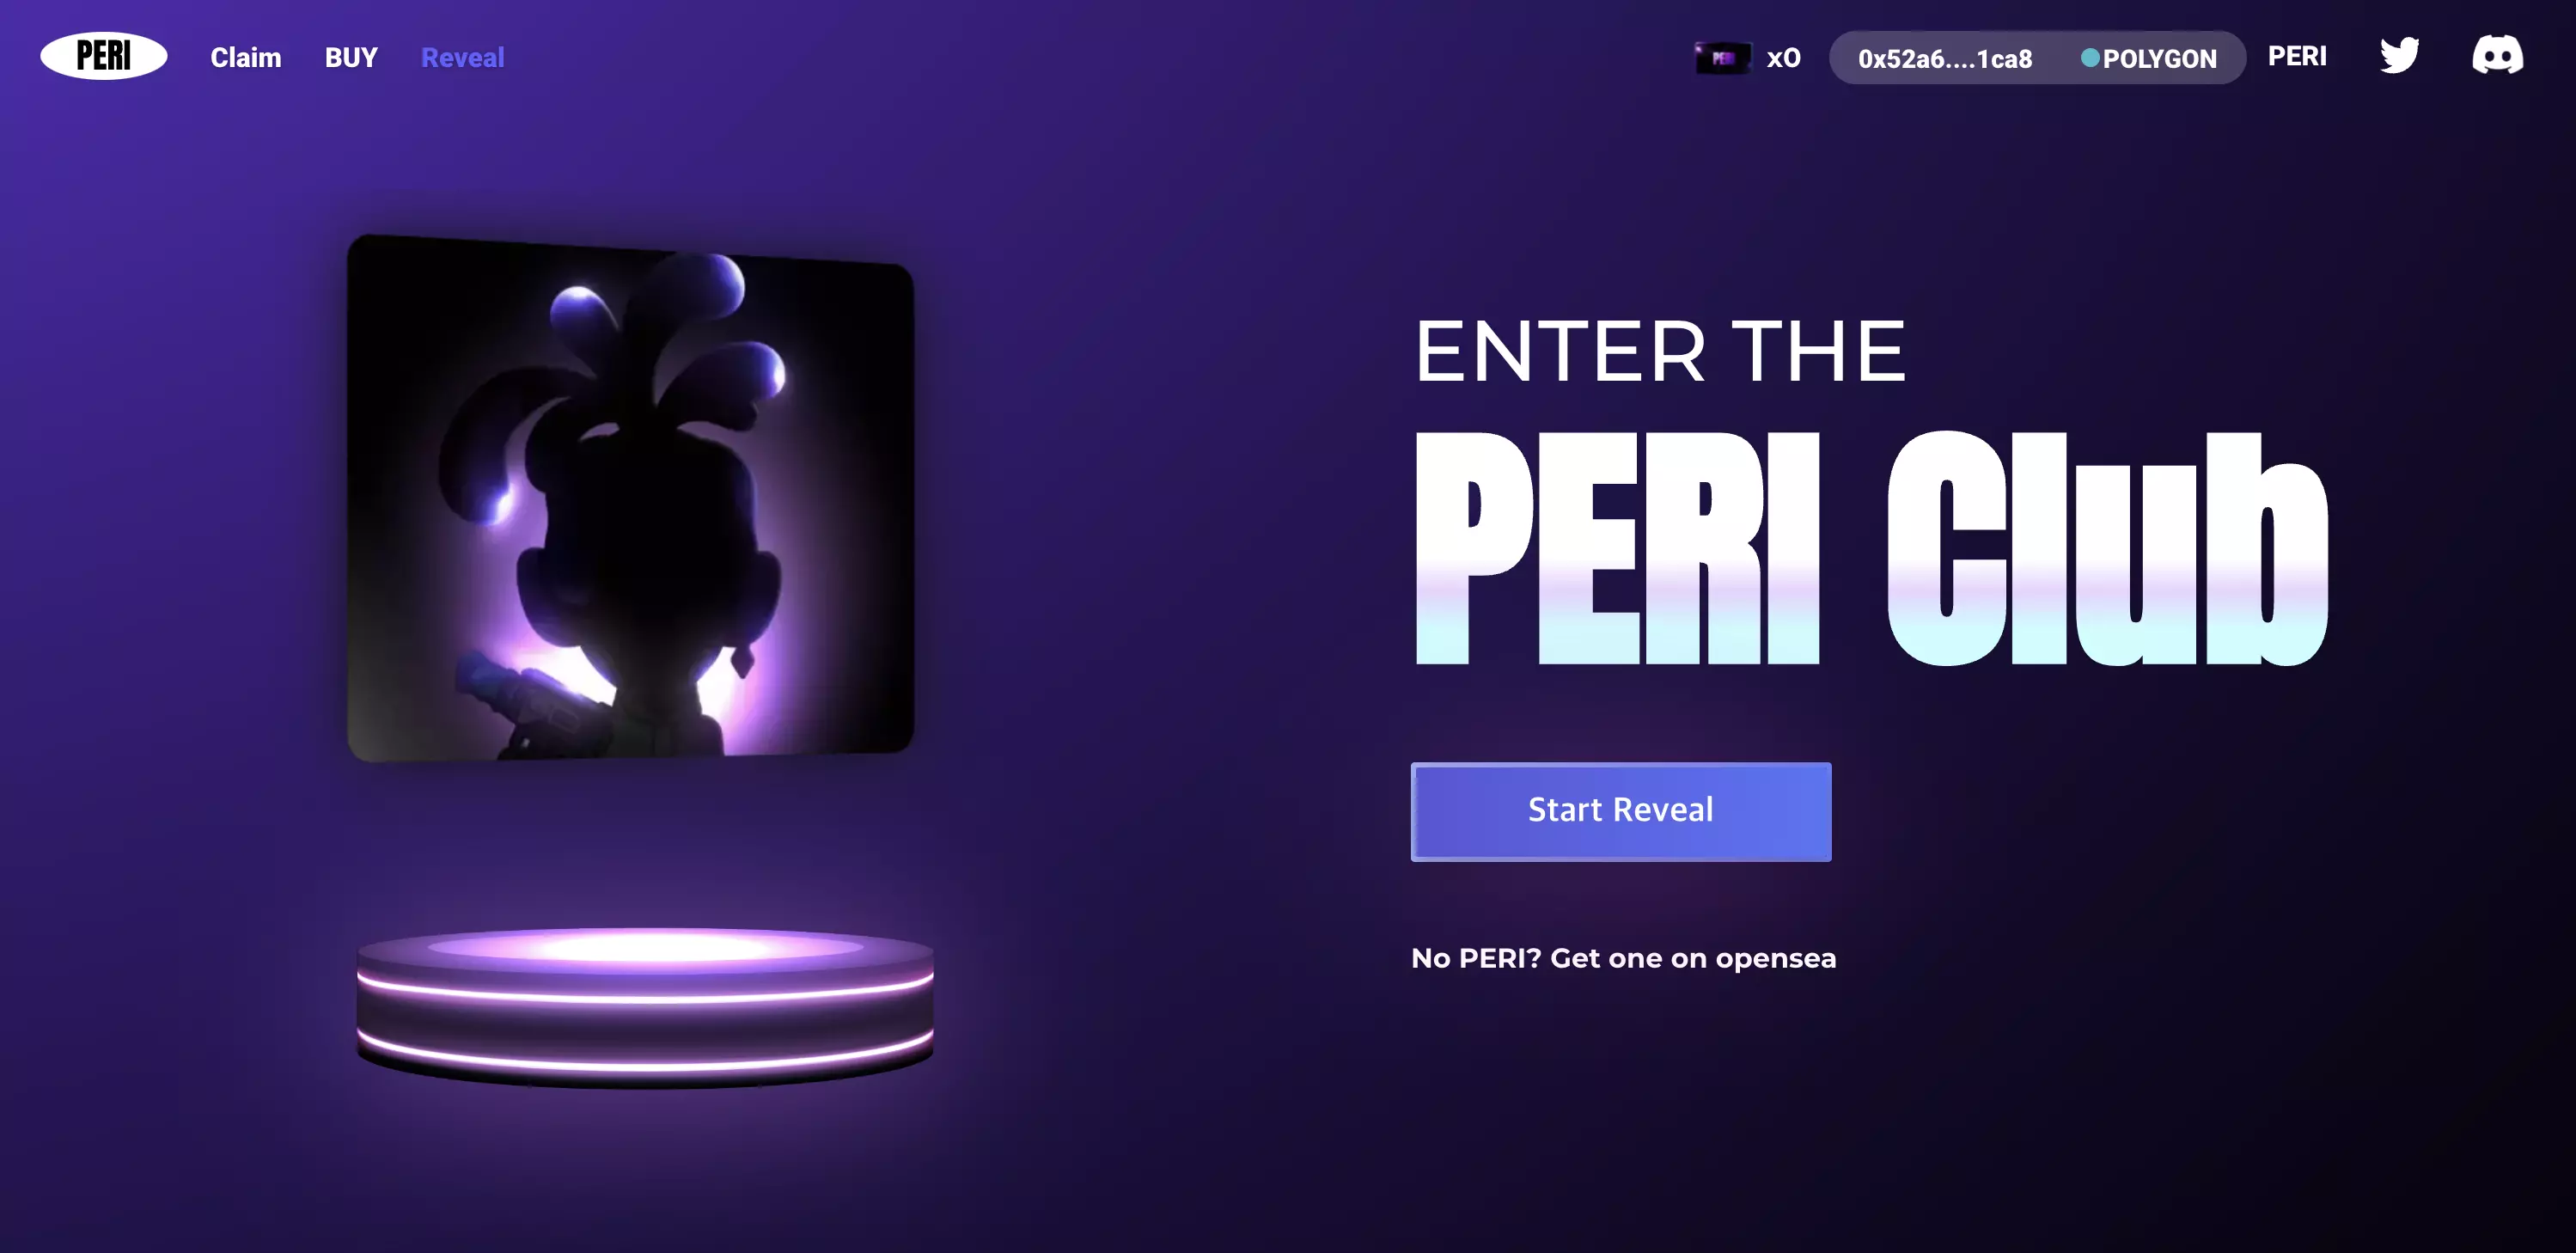 PERI Claim BUY Reveal PERI x0 0x52a6....1ca8 POLYGON PERI
ENTER THE
PERI Club
Start Reveal
No PERI? Get one on opensea